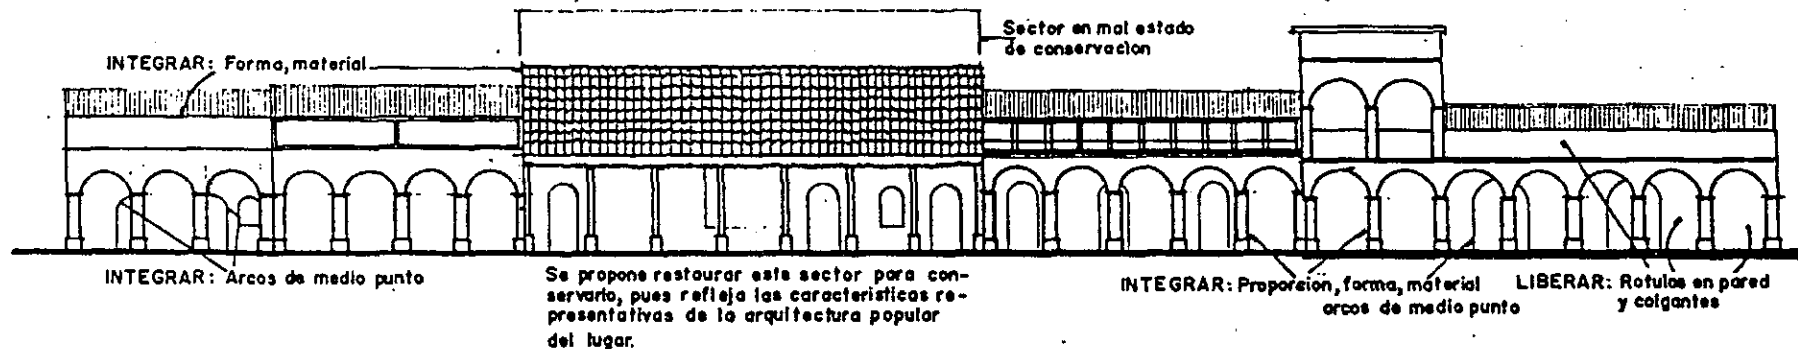 Sector en mal estado
de conservacion
INTEGRAR: Forma, material
INTEGRAR: Arcos de medio punto
Se propone restaurar este sector para con-
servarlo, pues refleja las caracteristicas re-
presentativas de la arquitectura popular
del lugar.
INTEGRAR: Proporcion, forma, material
arcos de medio punto
LIBERAR: Rotulos en pared
y colgantes